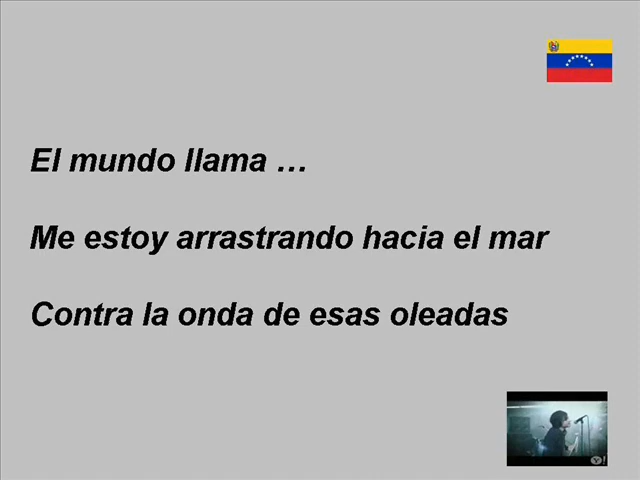 El mundo llama …
Me estoy arrastrando hacia el mar
Contra la onda de esas oleadas
Y!